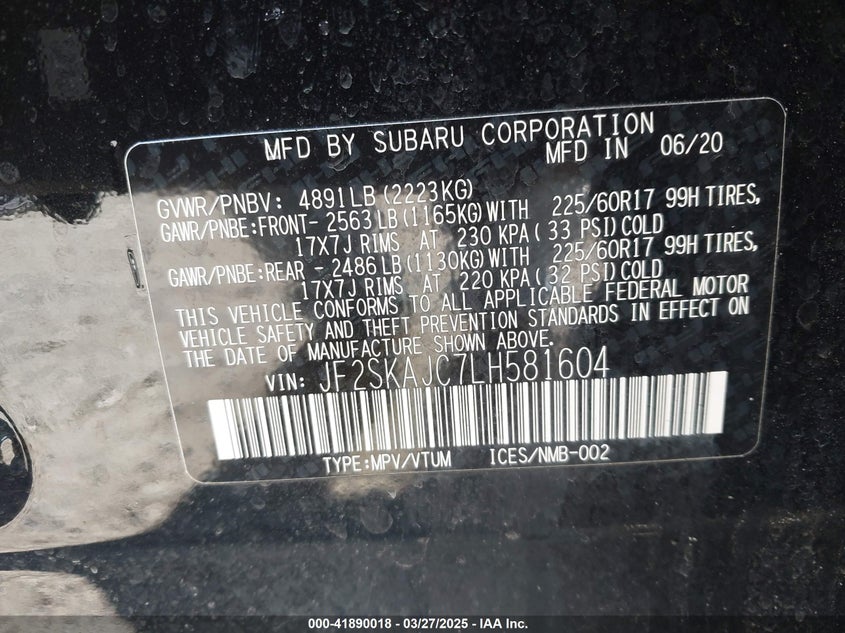 MFD BY SUBARU CORPORATION
MFD IN 06/20
GVWR/PNBV: 4891LB(2223KG)
GAWR/PNBE:FRONT- 2563LB(1165KG)WITH 225/60R17 99H TIRES,
17X7J RIMS AT 230 KPA( 33 PSI)COLD
GAWR/PNBE:REAR - 2486LB(1130KG)WITH 225/60R17 99H TIRES,
17X7J RIMS AT 220 KPA( 32 PSI)COLD
THIS VEHICLE CONFORMS TO ALL APPLICABLE FEDERAL MOTOR
VEHICLE SAFETY AND THEFT PREVENTION STANDARDS IN EFFECT ON
THE DATE OF MANUFACTURE SHOWN ABOVE.
VIN: JF2SKAJC7LH581604
TYPE:MPV/VTUM ICES/NMB-002
000-41890018 - 03/27/2025 - IAA Inc.